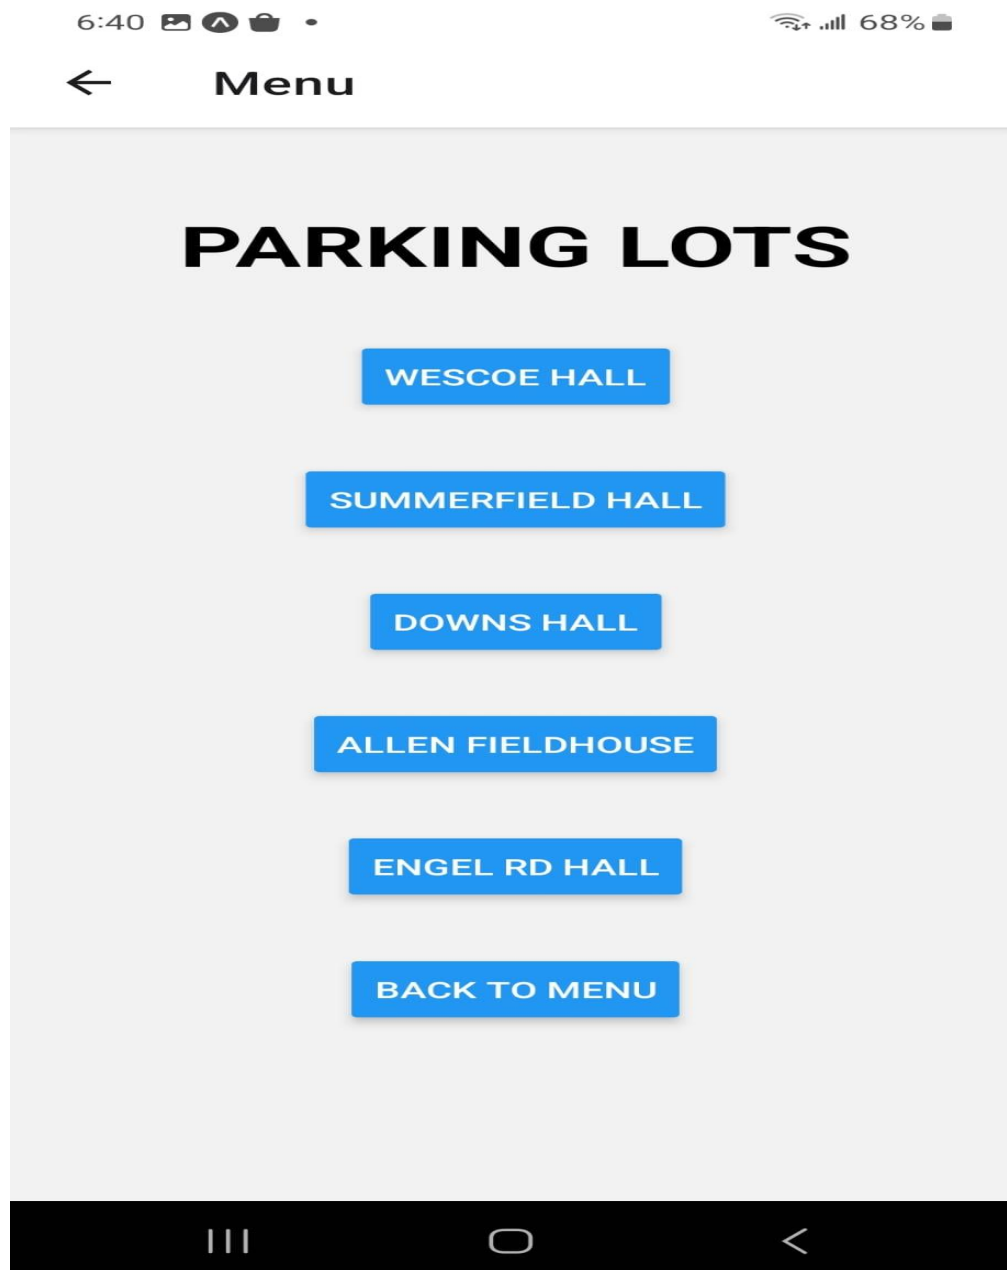 6:40 68%
Menu
PARKING LOTS
WESCOE HALL
SUMMERFIELD HALL
DOWNS HALL
ALLEN FIELDHOUSE
ENGEL RD HALL
BACK TO MENU